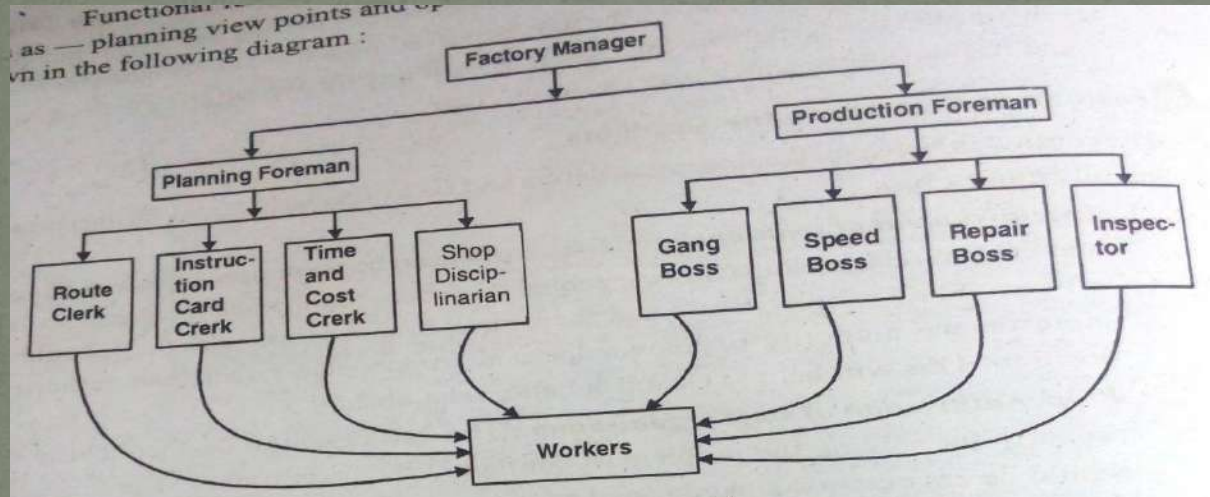 Functional
as — planning view points and
in the following diagram :
Factory Manager
Production Foreman
Planning Foreman
Route
Clerk
Instruc-
tion
Card
Crerk
Time
and
Cost
Crerk
Shop
Discip-
linarian
Gang
Boss
Speed
Boss
Repair
Boss
Inspec-
tor
Workers